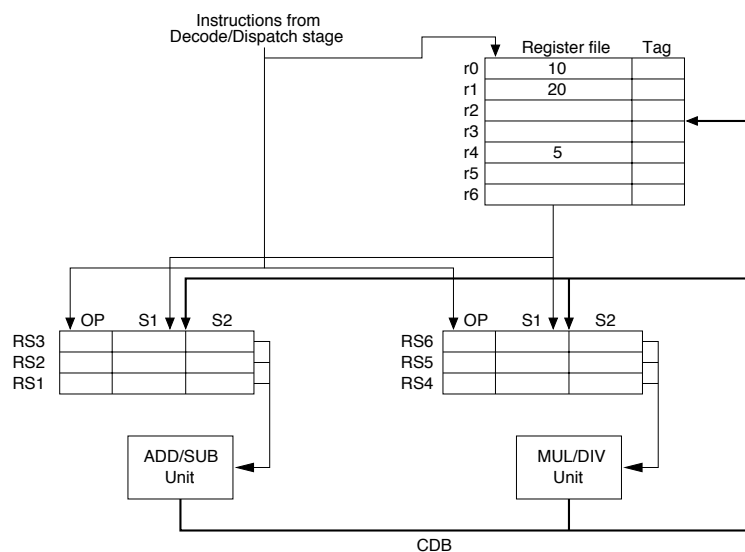 Instructions from
Decode/Dispatch stage
Register file Tag
r0 10
r1 20
r2
r3
r4 5
r5
r6
OP S1 S2
RS3
RS2
RS1
OP S1 S2
RS6
RS5
RS4
ADD/SUB
Unit
MUL/DIV
Unit
CDB